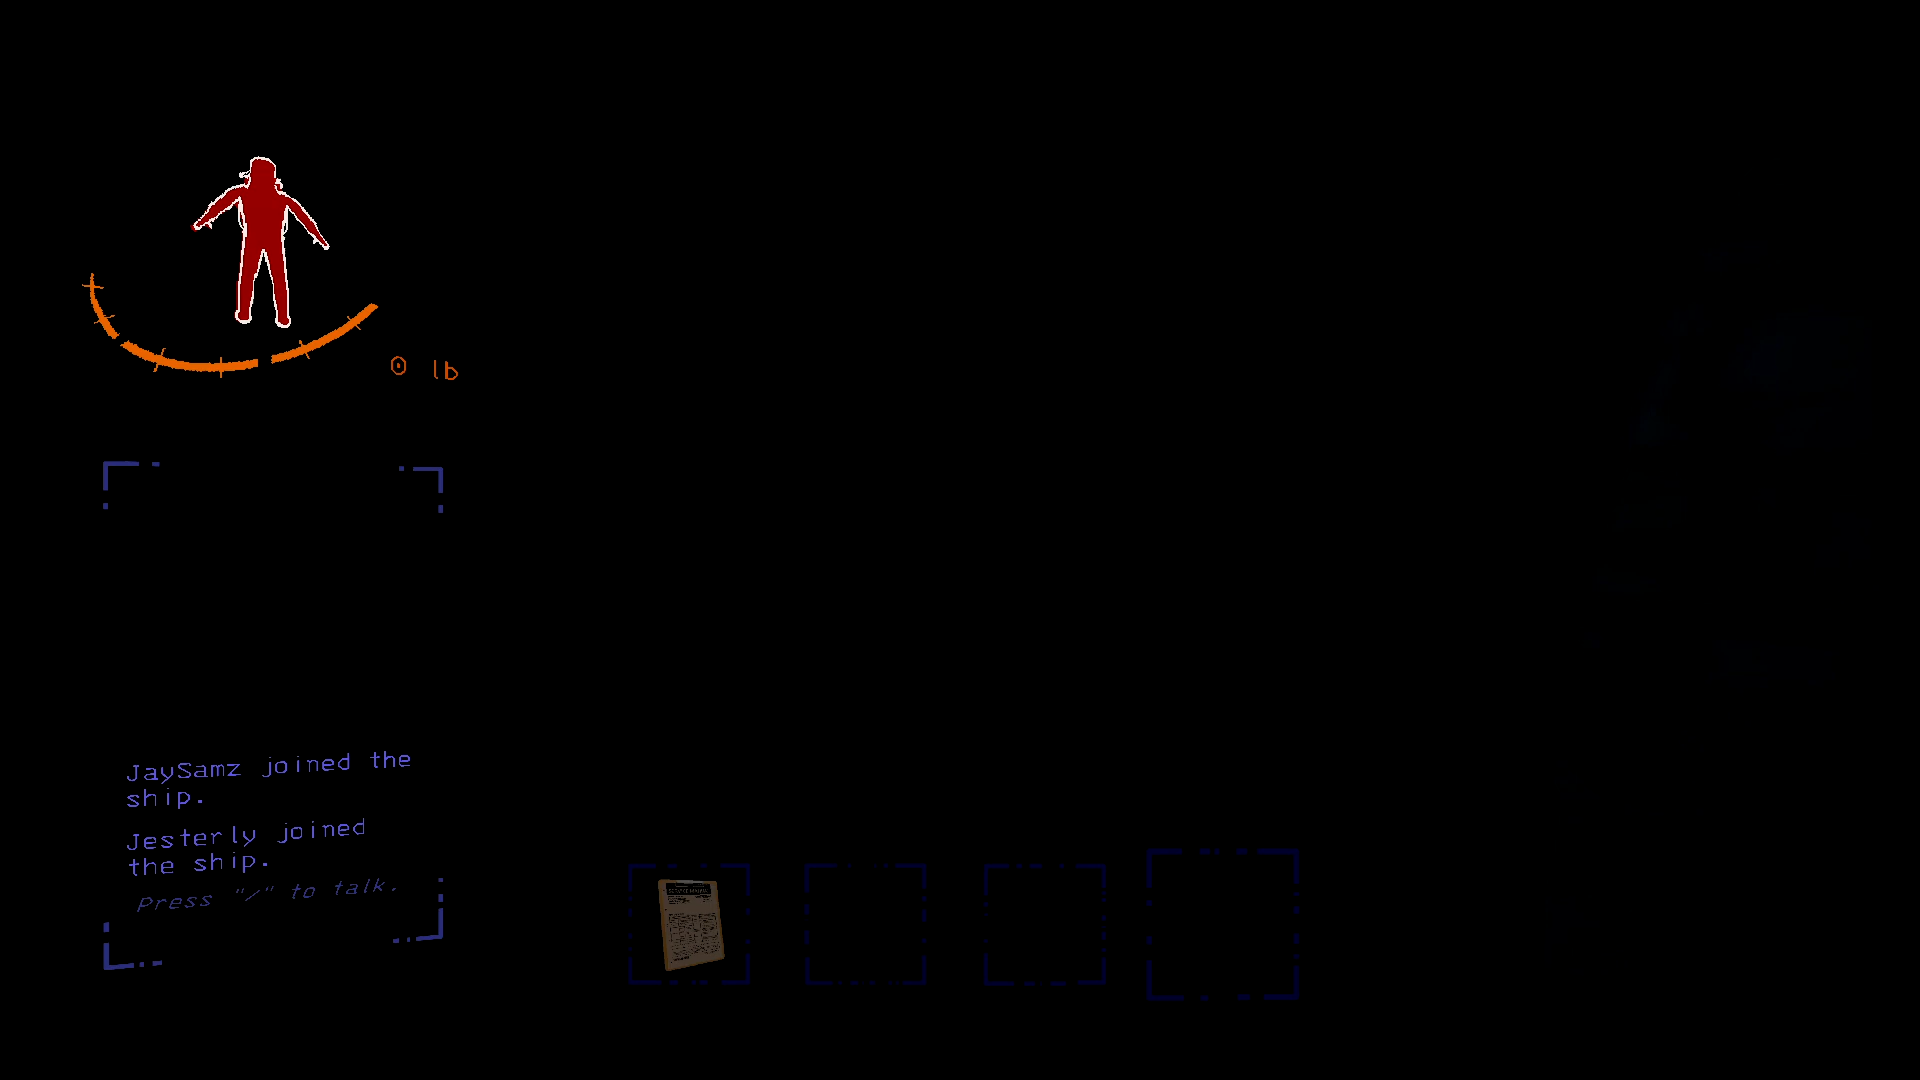 0 lb
JaySamz joined the
ship.
Jesterly joined
the ship.
Press "/" to talk.